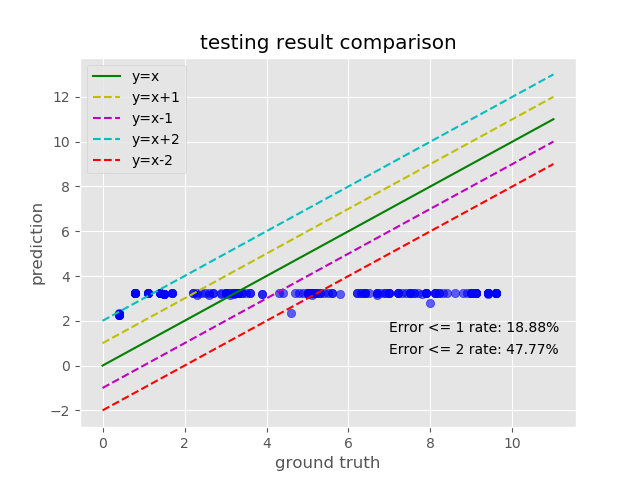 testing result comparison
y=x
y=x+1
y=x-1
y=x+2
y=x-2
12
10
8
6
4
2
0
−2
prediction
Error <= 1 rate: 18.88%
Error <= 2 rate: 47.77%
0 2 4 6 8 10
ground truth